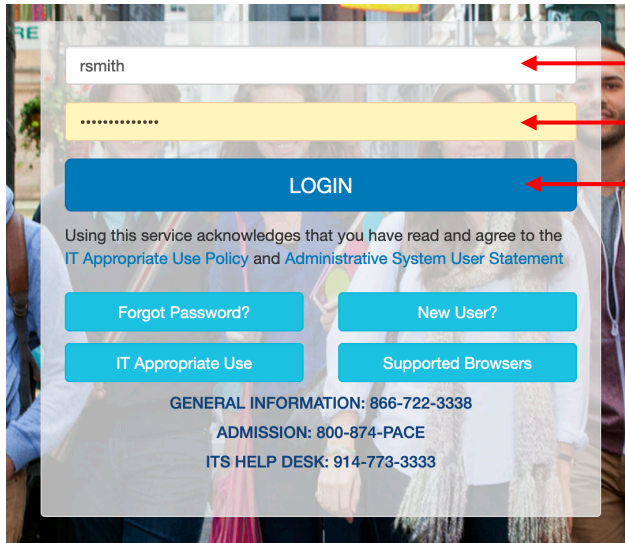 RE
rsmith
••••••••••••••
LOGIN
Using this service acknowledges that you have read and agree to the
IT Appropriate Use Policy and Administrative System User Statement
Forgot Password? New User?
IT Appropriate Use Supported Browsers
GENERAL INFORMATION: 866-722-3338
ADMISSION: 800-874-PACE
ITS HELP DESK: 914-773-3333